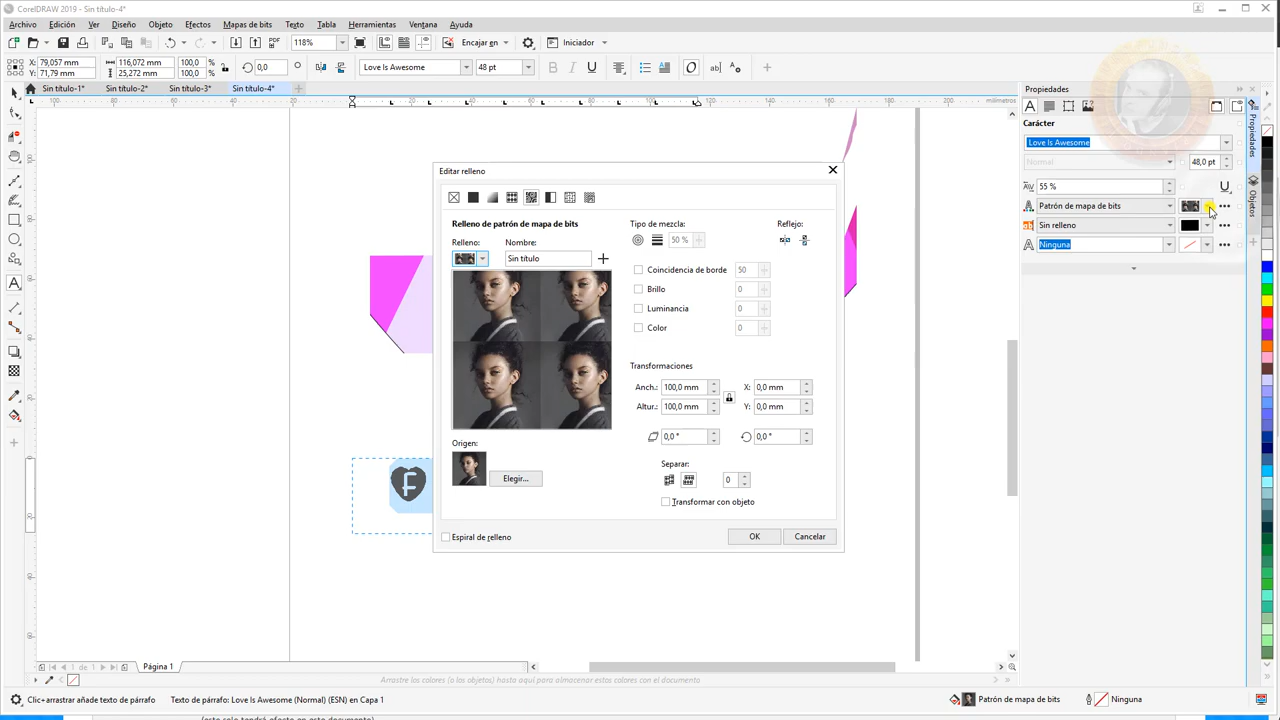 CorelDRAW 2019 - Sin título-4*
Archivo Edición Ver Diseño Objeto Efectos Mapas de bits Texto Tabla Herramientas Ventana Ayuda
PDF 118% Encajar en Iniciador
X: 79,057 mm 116,072 mm 100,0 % 0,0 ° Love Is Awesome 48 pt B I U O ab|
Y: 71,79 mm 25,272 mm 100,0 %
Sin título-1* Sin título-2* Sin título-3* Sin título-4*
milímetros
Propiedades
Carácter
Love Is Awesome
Normal 48,0 pt
55 % U
Patrón de mapa de bits
Sin relleno
Ninguna
Propiedades
Objetos
Editar relleno
Relleno de patrón de mapa de bits
Relleno: Nombre:
Sin título
Origen:
Elegir...
Tipo de mezcla: Reflejo:
50 %
Coincidencia de borde 50
Brillo 0
Luminancia 0
Color 0
Transformaciones
Anch.: 100,0 mm X: 0,0 mm
Altur.: 100,0 mm Y: 0,0 mm
0,0 ° 0,0 °
Separar:
0
Transformar con objeto
Espiral de relleno OK Cancelar
F
1 de 1 Página 1
Arrastre los colores (o los objetos) hasta aquí para almacenar estos colores con el documento
Clic+arrastrar añade texto de párrafo Texto de párrafo: Love Is Awesome (Normal) (ESN) en Capa 1 Patrón de mapa de bits Ninguna